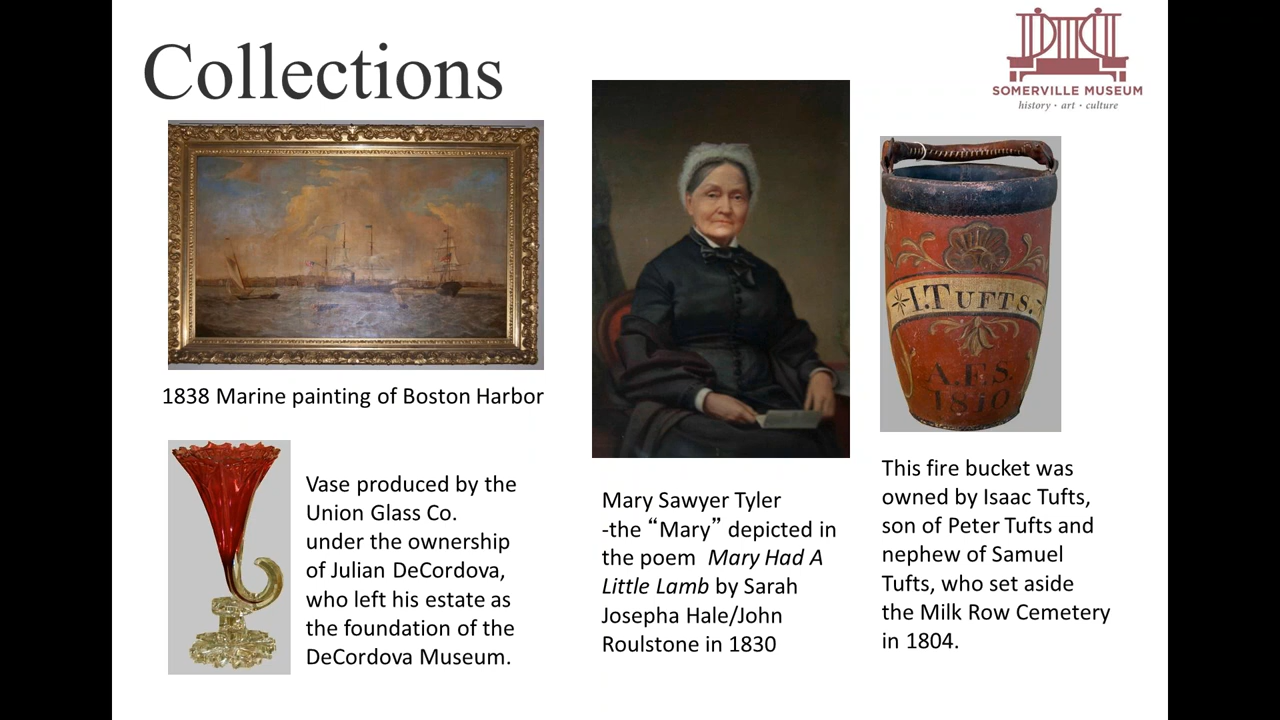 Collections
SOMERVILLE MUSEUM
history · art · culture
I. TUFTS.
A.F.S.
1810
1838 Marine painting of Boston Harbor
Vase produced by the
Union Glass Co.
under the ownership
of Julian DeCordova,
who left his estate as
the foundation of the
DeCordova Museum.
Mary Sawyer Tyler
-the “Mary” depicted in
the poem Mary Had A
Little Lamb by Sarah
Josepha Hale/John
Roulstone in 1830
This fire bucket was
owned by Isaac Tufts,
son of Peter Tufts and
nephew of Samuel
Tufts, who set aside
the Milk Row Cemetery
in 1804.